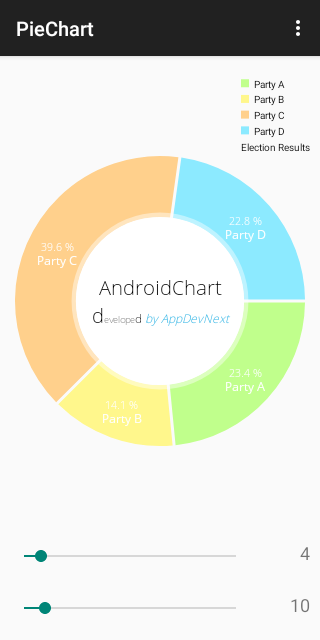 PieChart
Party A
Party B
Party C
Party D
Election Results
22.8 %
Party D
39.6 %
Party C
AndroidChart
developed by AppDevNext
23.4 %
Party A
14.1 %
Party B
4
10